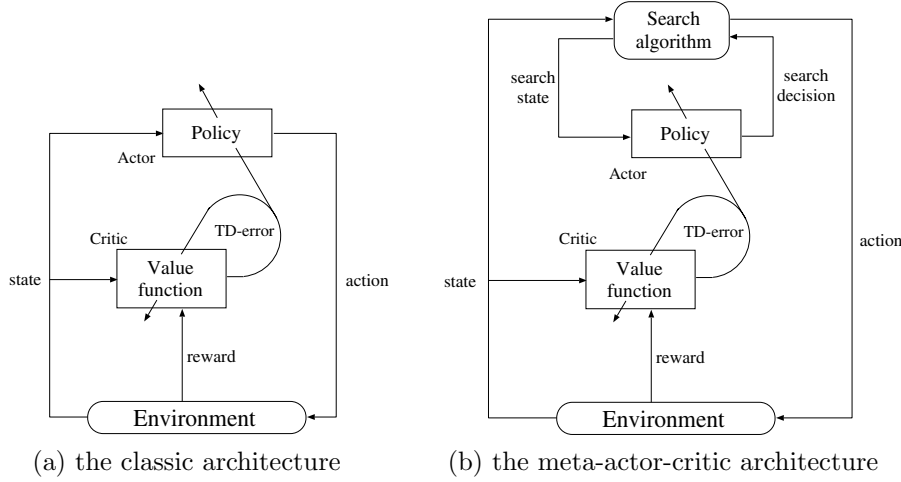 Policy
Actor
TD-error
Critic
Value
function
state
action
reward
Environment
(a) the classic architecture
Search
algorithm
search
state
search
decision
Policy
Actor
TD-error
Critic
Value
function
state
action
reward
Environment
(b) the meta-actor-critic architecture